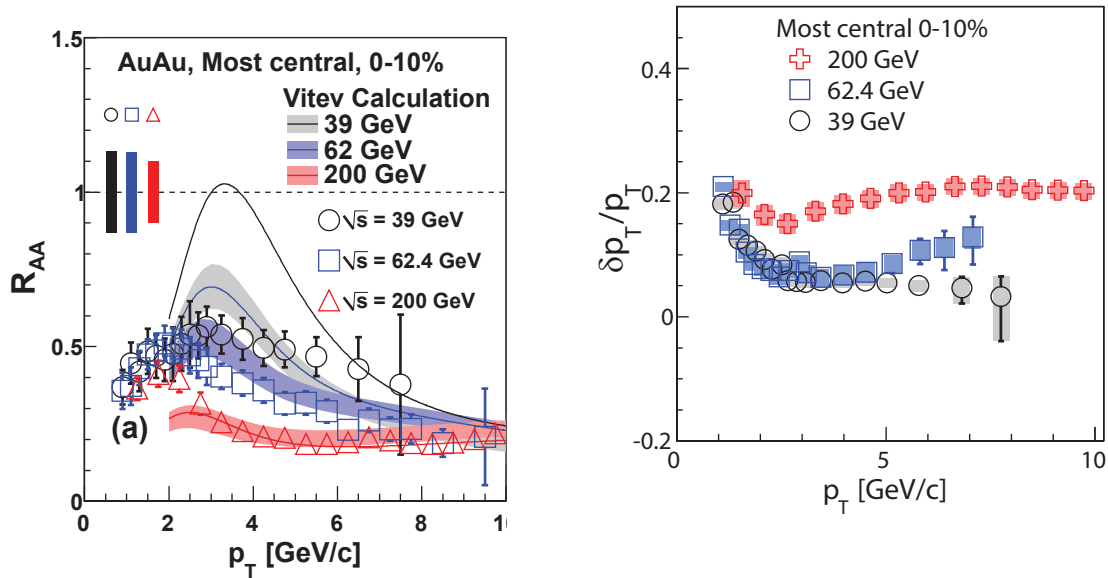 AuAu, Most central, 0-10%
Vitev Calculation
39 GeV
62 GeV
200 GeV
√s = 39 GeV
√s = 62.4 GeV
√s = 200 GeV
(a)
R_AA
1.5
1
0.5
0
0 2 4 6 8 10
p_T [GeV/c]
Most central 0-10%
200 GeV
62.4 GeV
39 GeV
δp_T/p_T
0.4
0.2
0
-0.2
0 5 10
p_T [GeV/c]